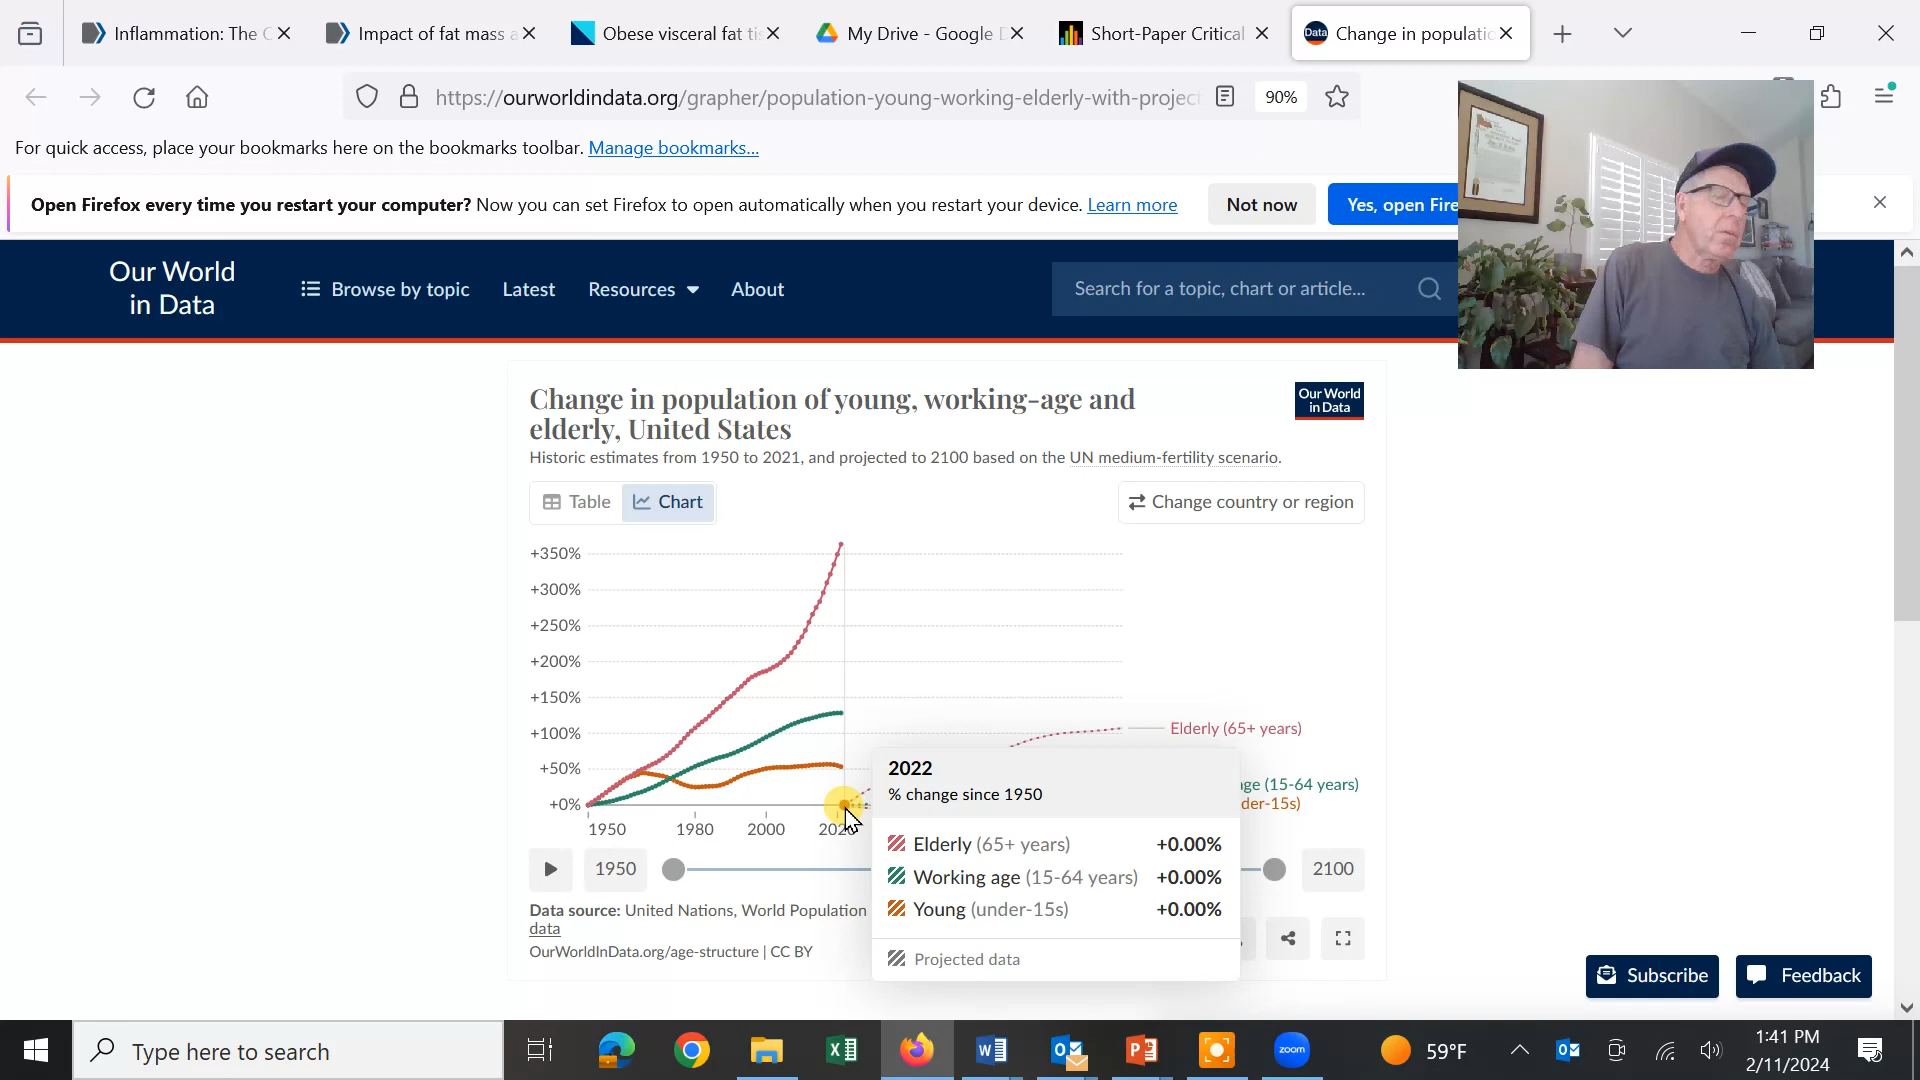 Inflammation: The C
Impact of fat mass a
Obese visceral fat tis
My Drive - Google D
Short-Paper Critical
Data
Change in populatio
https://ourworldindata.org/grapher/population-young-working-elderly-with-project
90%
For quick access, place your bookmarks here on the bookmarks toolbar. Manage bookmarks...
Open Firefox every time you restart your computer? Now you can set Firefox to open automatically when you restart your device. Learn more
Not now
Yes, open Fire
Our World
in Data
Browse by topic
Latest
Resources
About
Search for a topic, chart or article...
Change in population of young, working-age and
elderly, United States
Our World
in Data
Historic estimates from 1950 to 2021, and projected to 2100 based on the UN medium-fertility scenario.
Table
Chart
Change country or region
+350%
+300%
+250%
+200%
+150%
+100%
+50%
+0%
1950
1980
2000
2020
Elderly (65+ years)
ge (15-64 years)
der-15s)
2022
% change since 1950
Elderly (65+ years) +0.00%
Working age (15-64 years) +0.00%
Young (under-15s) +0.00%
Projected data
1950
2100
Data source: United Nations, World Population
data
OurWorldInData.org/age-structure | CC BY
Subscribe
Feedback
Type here to search
zoom
59°F
1:41 PM
2/11/2024